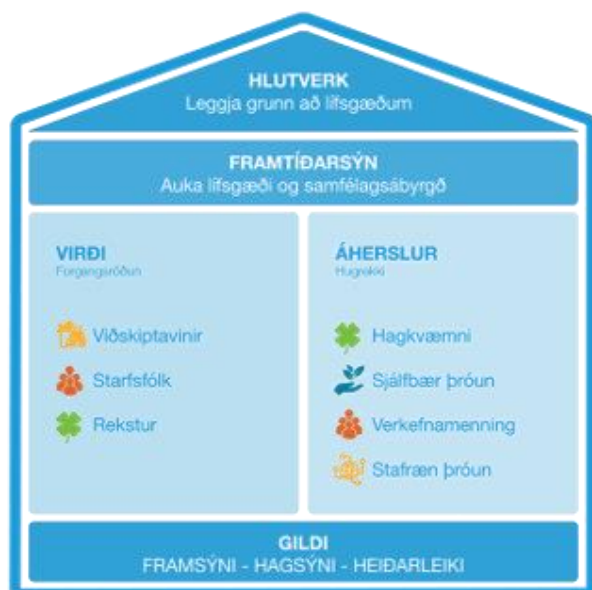 HLUTVERK
Leggja grunn að lífsgæðum
FRAMTÍÐARSÝN
Auka lífsgæði og samfélagsábyrgð
VIRÐI
Forgangsröðun
Viðskiptavinir
Starfsfólk
Rekstur
ÁHERSLUR
Hugrekki
Hagkvæmni
Sjálfbær þróun
Verkefnamenning
Stafræn þróun
GILDI
FRAMSÝNI - HAGSÝNI - HEIÐARLEIKI